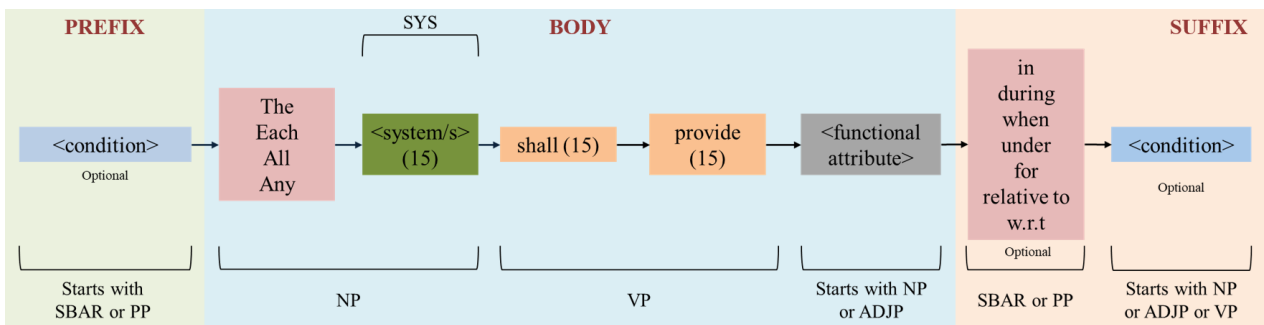 PREFIX
SYS
BODY
SUFFIX
<condition>
Optional
The
Each
All
Any
<system/s>
(15)
shall (15)
provide
(15)
<functional
attribute>
in
during
when
under
for
relative to
w.r.t
Optional
<condition>
Optional
Starts with
SBAR or PP
NP
VP
Starts with NP
or ADJP
SBAR or PP
Starts with NP
or ADJP or VP